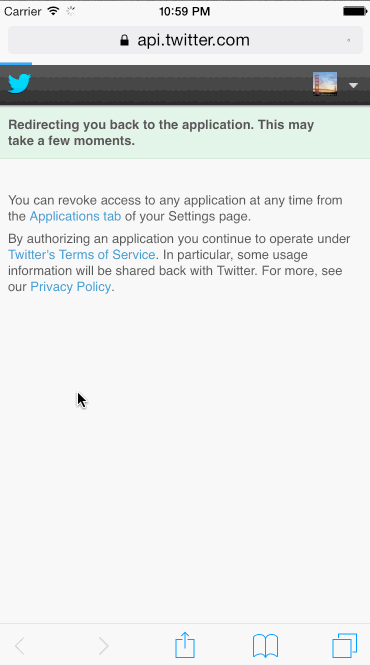 Carrier 10:59 PM
api.twitter.com
Redirecting you back to the application. This may
take a few moments.
You can revoke access to any application at any time from
the Applications tab of your Settings page.
By authorizing an application you continue to operate under
Twitter's Terms of Service. In particular, some usage
information will be shared back with Twitter. For more, see
our Privacy Policy.